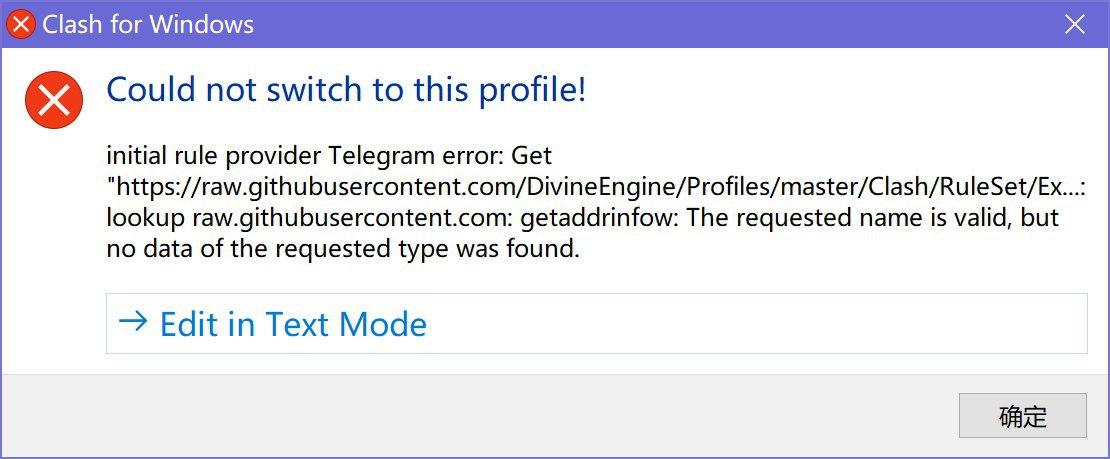 Clash for Windows
Could not switch to this profile!
initial rule provider Telegram error: Get
"https://raw.githubusercontent.com/DivineEngine/Profiles/master/Clash/RuleSet/Ex...:
lookup raw.githubusercontent.com: getaddrinfow: The requested name is valid, but
no data of the requested type was found.
→ Edit in Text Mode
确定